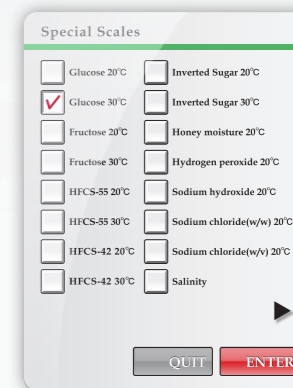 Special Scales
Glucose 20°C Inverted Sugar 20°C
Glucose 30°C Inverted Sugar 30°C
Fructose 20°C Honey moisture 20°C
Fructose 30°C Hydrogen peroxide 20°C
HFCS-55 20°C Sodium hydroxide 20°C
HFCS-55 30°C Sodium chloride(w/w) 20°C
HFCS-42 20°C Sodium chloride(w/v) 20°C
HFCS-42 30°C Salinity
QUIT ENTER